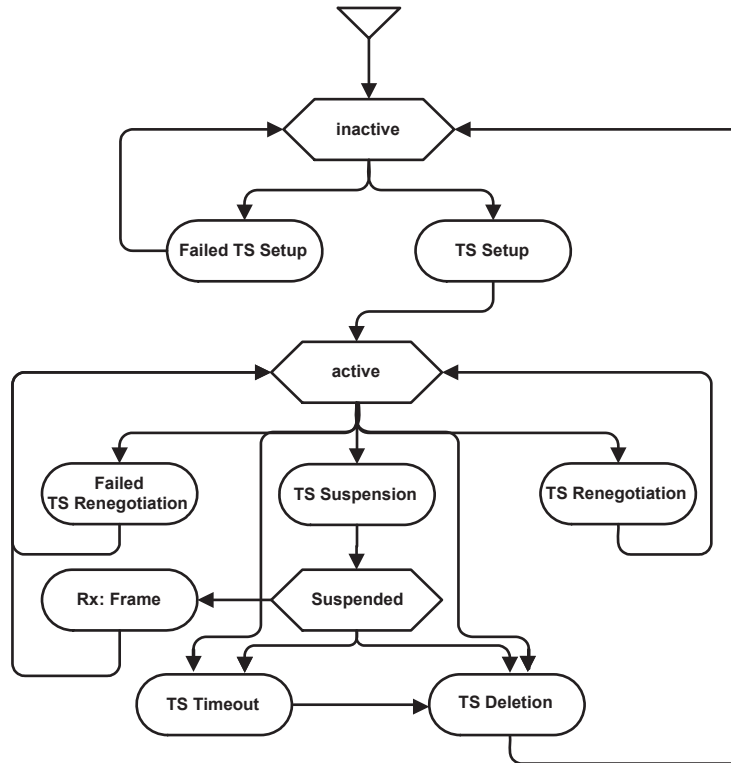 inactive
Failed TS Setup
TS Setup
active
Failed
TS Renegotiation
TS Suspension
TS Renegotiation
Rx: Frame
Suspended
TS Timeout
TS Deletion